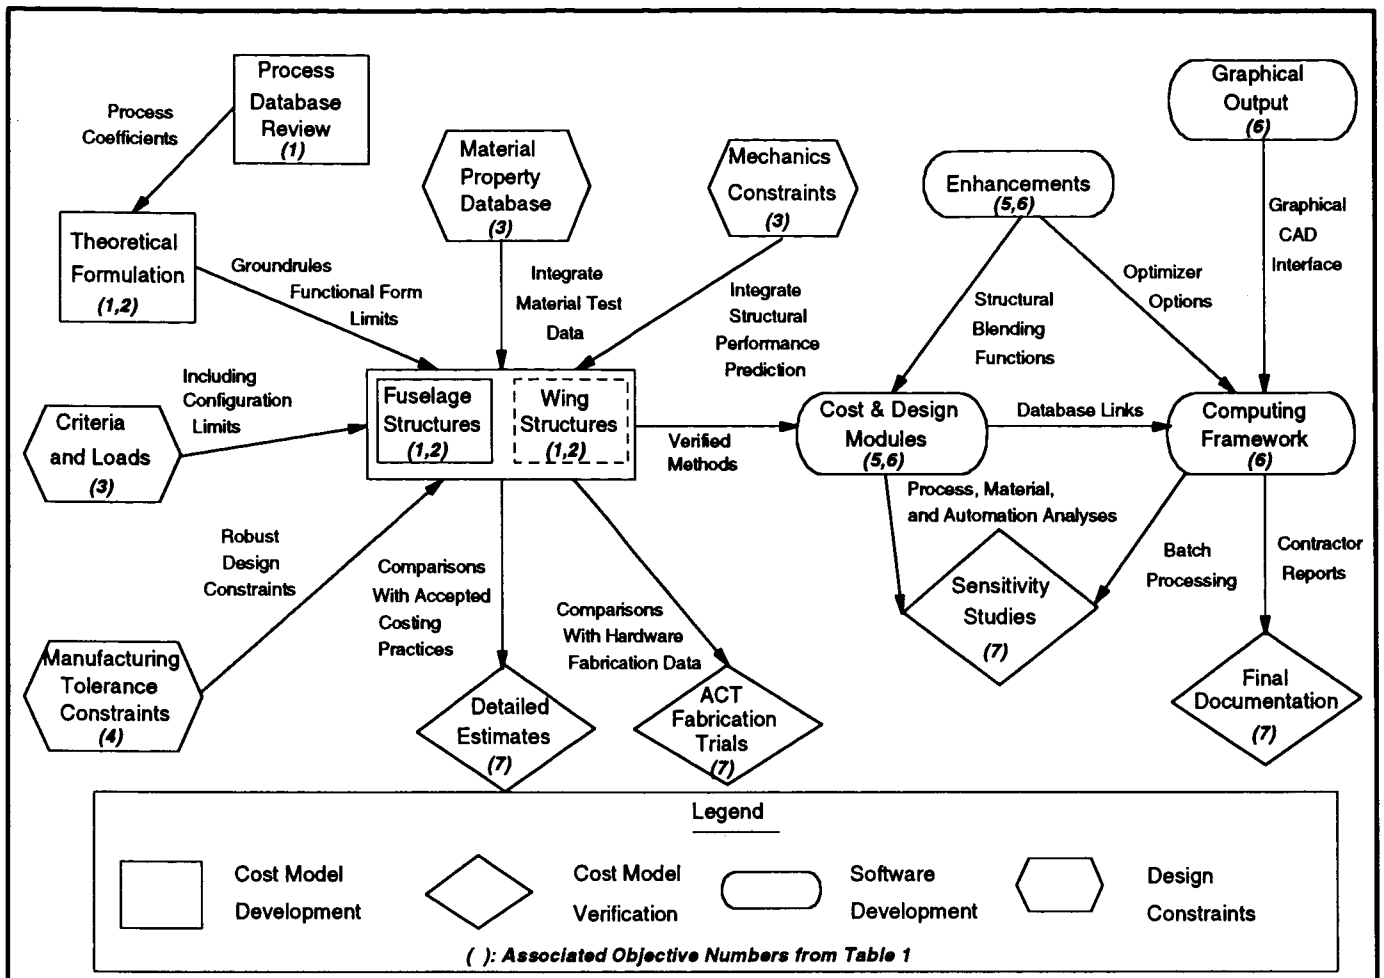 Process
Database
Review
(1)
Process
Coefficients
Theoretical
Formulation
(1,2)
Material
Property
Database
(3)
Mechanics
Constraints
(3)
Enhancements
(5,6)
Graphical
Output
(6)
Groundrules
Functional Form
Limits
Integrate
Material Test
Data
Integrate
Structural
Performance
Prediction
Structural
Blending
Functions
Optimizer
Options
Graphical
CAD
Interface
Including
Configuration
Limits
Criteria
and Loads
(3)
Fuselage
Structures
(1,2)
Wing
Structures
(1,2)
Verified
Methods
Cost & Design
Modules
(5,6)
Database Links
Computing
Framework
(6)
Robust
Design
Constraints
Manufacturing
Tolerance
Constraints
(4)
Comparisons
With Accepted
Costing
Practices
Comparisons
With Hardware
Fabrication Data
Process, Material,
and Automation Analyses
Batch
Processing
Contractor
Reports
Detailed
Estimates
(7)
ACT
Fabrication
Trials
(7)
Sensitivity
Studies
(7)
Final
Documentation
(7)
Legend
Cost Model
Development
Cost Model
Verification
Software
Development
Design
Constraints
( ): Associated Objective Numbers from Table 1